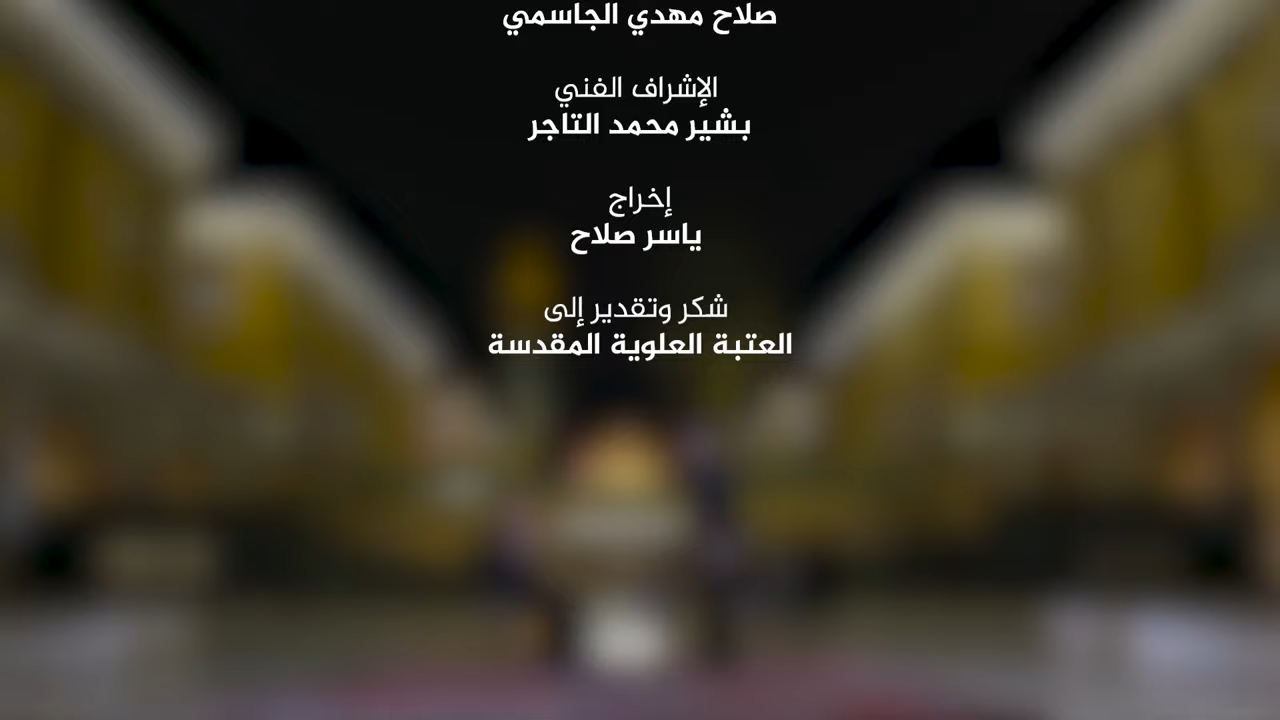 صلاح مهدي الجاسمي
الإشراف الفني
بشير محمد التاجر
إخراج
ياسر صلاح
شكر وتقدير إلى
العتبة العلوية المقدسة